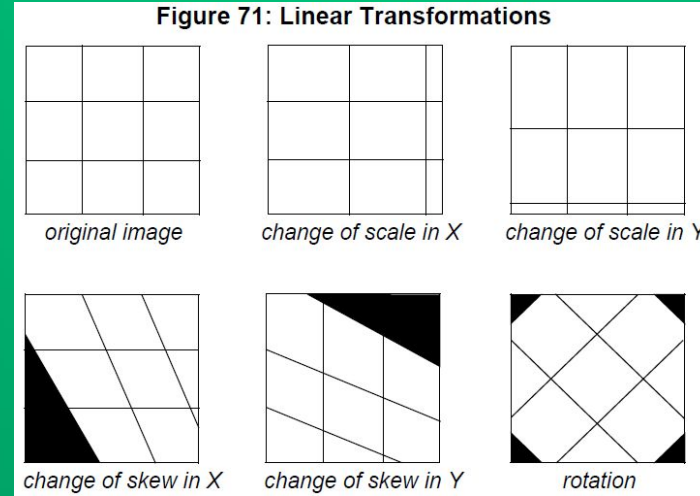 Figure 71: Linear Transformations
original image
change of scale in X
change of scale in Y
change of skew in X
change of skew in Y
rotation